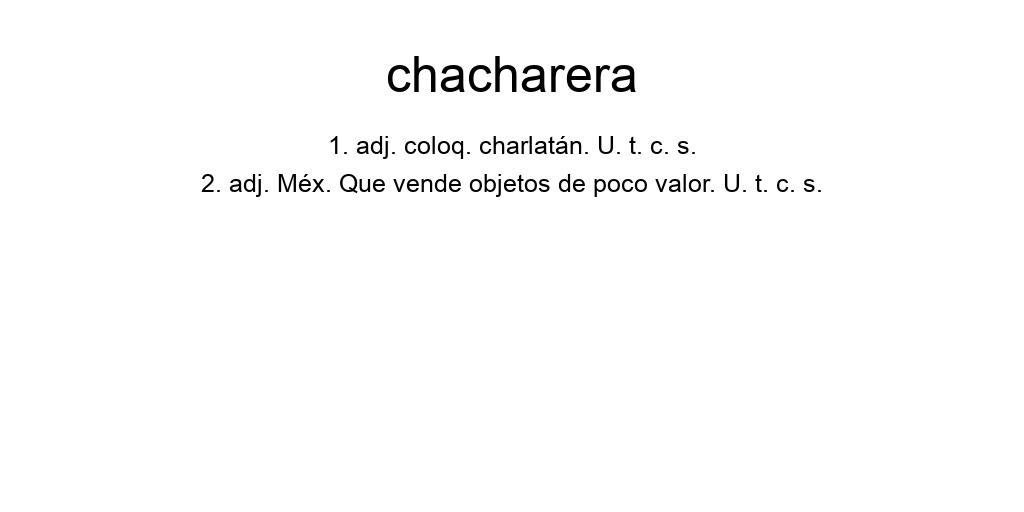 chacharera
1. adj. coloq. charlatán. U. t. c. s.
2. adj. Méx. Que vende objetos de poco valor. U. t. c. s.